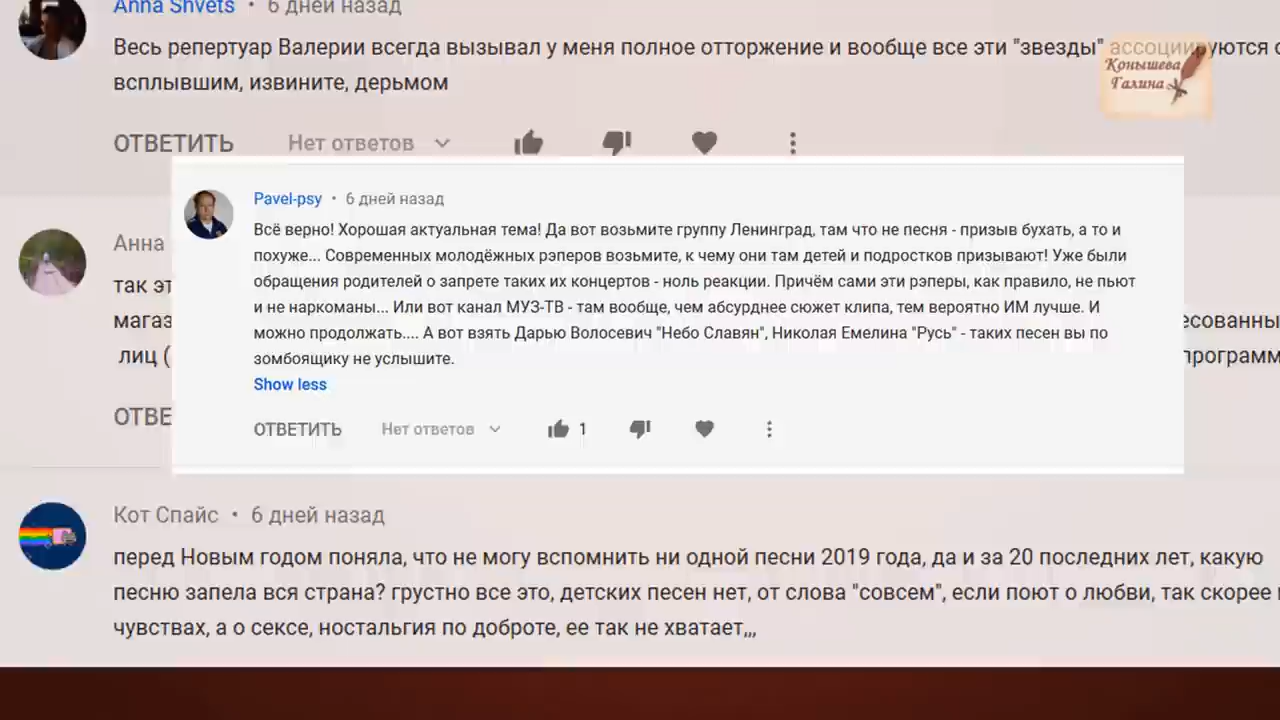 Anna Shvets • 6 дней назад
Весь репертуар Валерии всегда вызывал у меня полное отторжение и вообще все эти "звезды" ассоциируются с
всплывшим, извините, дерьмом
Конышева
Галина
ОТВЕТИТЬ Нет ответов
Pavel-psy • 6 дней назад
Всё верно! Хорошая актуальная тема! Да вот возьмите группу Ленинград, там что не песня - призыв бухать, а то и
похуже... Современных молодёжных рэперов возьмите, к чему они там детей и подростков призывают! Уже были
обращения родителей о запрете таких их концертов - ноль реакции. Причём сами эти рэперы, как правило, не пьют
и не наркоманы... Или вот канал МУЗ-ТВ - там вообще, чем абсурднее сюжет клипа, тем вероятно ИМ лучше. И
можно продолжать.... А вот взять Дарью Волосевич "Небо Славян", Николая Емелина "Русь" - таких песен вы по
зомбоящику не услышите.
Show less
ОТВЕТИТЬ Нет ответов 1
Анна
так эт
магаз есованны
лиц ( программ
ОТВЕ
Кот Спайс • 6 дней назад
перед Новым годом поняла, что не могу вспомнить ни одной песни 2019 года, да и за 20 последних лет, какую
песню запела вся страна? грустно все это, детских песен нет, от слова "совсем", если поют о любви, так скорее
чувствах, а о сексе, ностальгия по доброте, ее так не хватает,,,